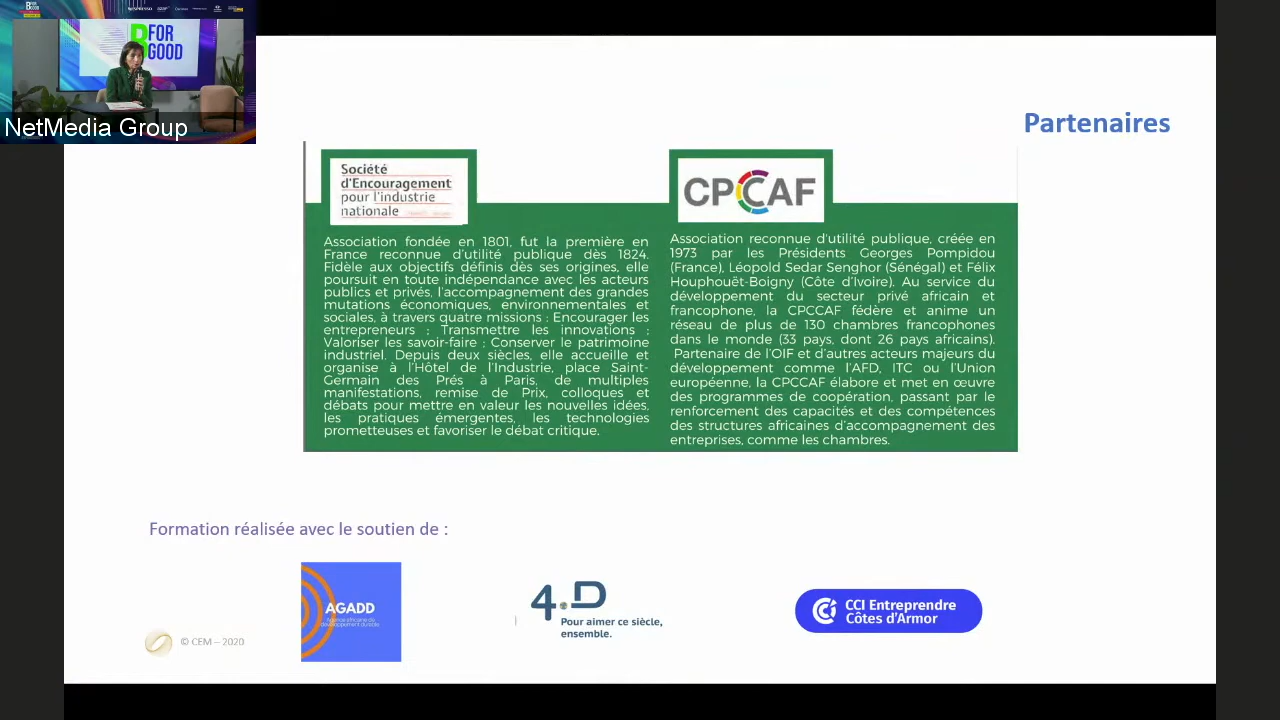 BFOR
GOOD
nespresso
BFOR
GOOD
NetMedia Group
Partenaires
Société
d'Encouragement
pour l'industrie
nationale
Association fondée en 1801, fut la première en
France reconnue d'utilité publique dès 1824.
Fidèle aux objectifs définis dès ses origines, elle
poursuit en toute indépendance avec les acteurs
publics et privés, l'accompagnement des grandes
mutations économiques, environnementales et
sociales, à travers quatre missions : Encourager les
entrepreneurs ; Transmettre les innovations ;
Valoriser les savoir-faire ; Conserver le patrimoine
industriel. Depuis deux siècles, elle accueille et
organise à l'Hôtel de l'Industrie, place Saint-
Germain des Prés à Paris, de multiples
manifestations, remise de Prix, colloques et
débats pour mettre en valeur les nouvelles idées,
les pratiques émergentes, les technologies
prometteuses et favoriser le débat critique.
CPCCAF
Association reconnue d'utilité publique, créée en
1973 par les Présidents Georges Pompidou
(France), Léopold Sedar Senghor (Sénégal) et Félix
Houphouët-Boigny (Côte d'Ivoire). Au service du
développement du secteur privé africain et
francophone, la CPCCAF fédère et anime un
réseau de plus de 130 chambres francophones
dans le monde (33 pays, dont 26 pays africains).
Partenaire de l'OIF et d'autres acteurs majeurs du
développement comme l'AFD, ITC ou l'Union
européenne, la CPCCAF élabore et met en œuvre
des programmes de coopération, passant par le
renforcement des capacités et des compétences
des structures africaines d'accompagnement des
entreprises, comme les chambres.
Formation réalisée avec le soutien de :
AGADD
Agence africaine de
développement durable
4.D
Pour aimer ce siècle,
ensemble.
CCI Entreprendre
Côtes d'Armor
© CEM – 2020